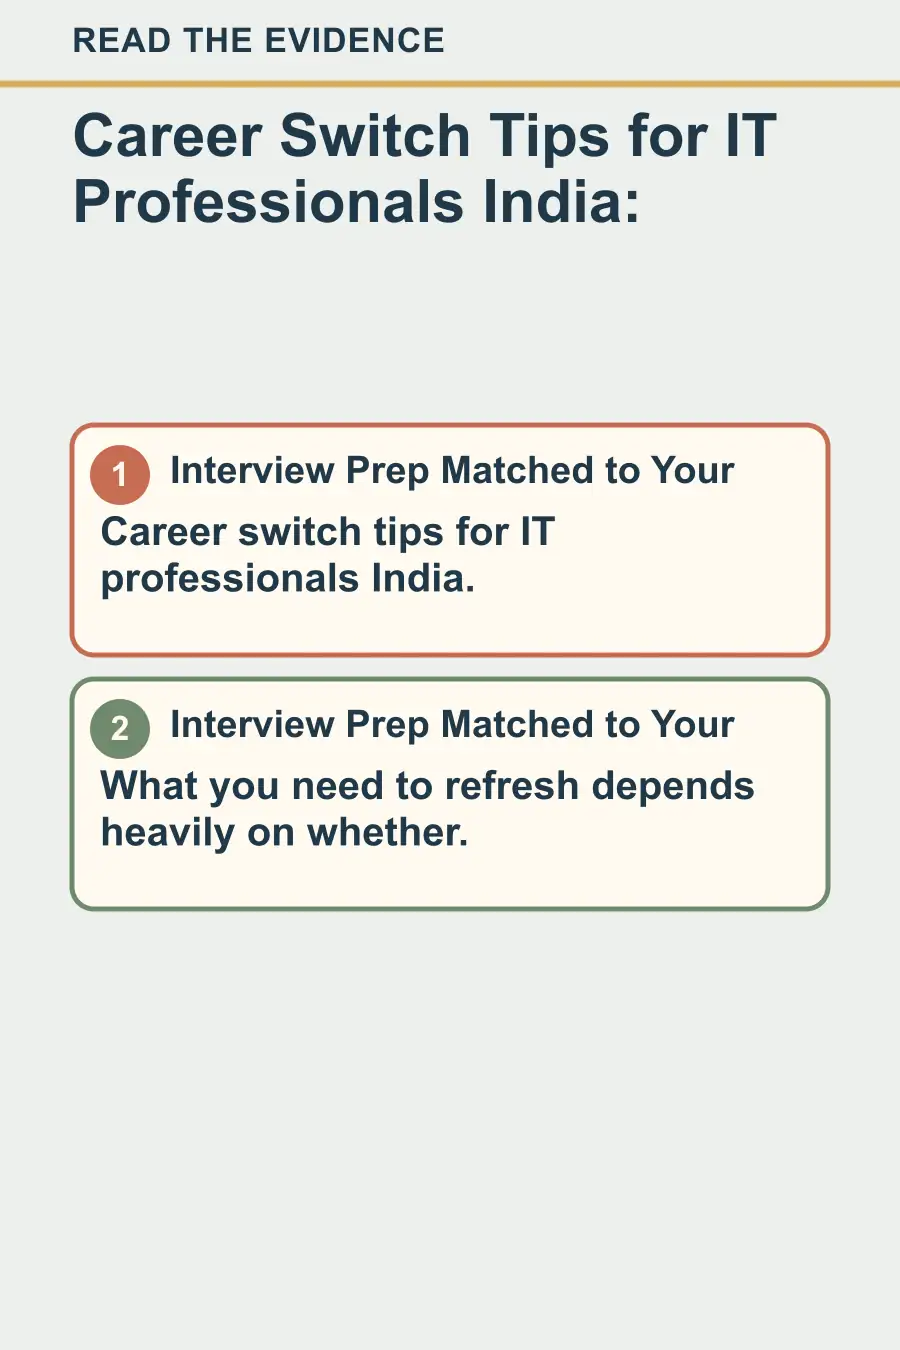 READ THE EVIDENCE
Career Switch Tips for IT
Professionals India:
1 Interview Prep Matched to Your
Career switch tips for IT
professionals India.
2 Interview Prep Matched to Your
What you need to refresh depends
heavily on whether.